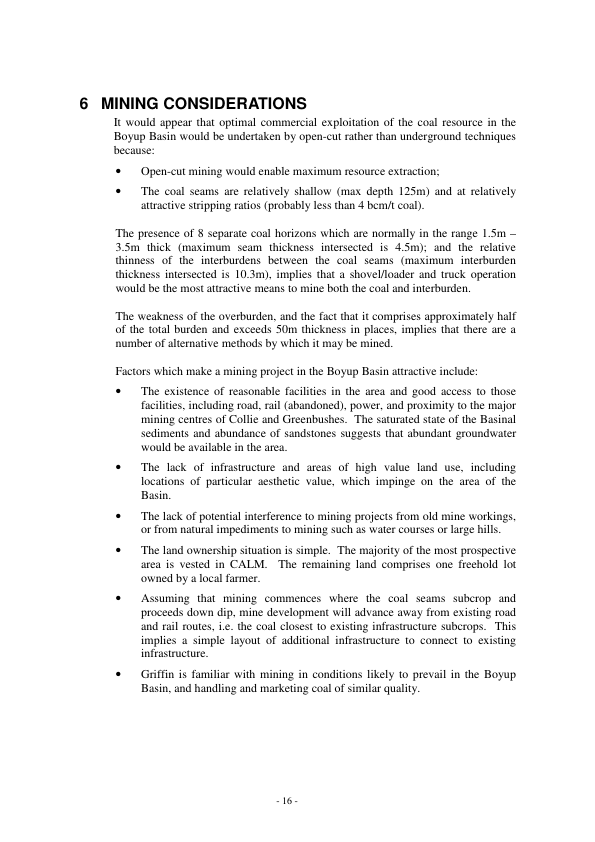 6 MINING CONSIDERATIONS
It would appear that optimal commercial exploitation of the coal resource in the
Boyup Basin would be undertaken by open-cut rather than underground techniques
because:
• Open-cut mining would enable maximum resource extraction;
• The coal seams are relatively shallow (max depth 125m) and at relatively
attractive stripping ratios (probably less than 4 bcm/t coal).
The presence of 8 separate coal horizons which are normally in the range 1.5m –
3.5m thick (maximum seam thickness intersected is 4.5m); and the relative
thinness of the interburdens between the coal seams (maximum interburden
thickness intersected is 10.3m), implies that a shovel/loader and truck operation
would be the most attractive means to mine both the coal and interburden.
The weakness of the overburden, and the fact that it comprises approximately half
of the total burden and exceeds 50m thickness in places, implies that there are a
number of alternative methods by which it may be mined.
Factors which make a mining project in the Boyup Basin attractive include:
• The existence of reasonable facilities in the area and good access to those
facilities, including road, rail (abandoned), power, and proximity to the major
mining centres of Collie and Greenbushes. The saturated state of the Basinal
sediments and abundance of sandstones suggests that abundant groundwater
would be available in the area.
• The lack of infrastructure and areas of high value land use, including
locations of particular aesthetic value, which impinge on the area of the
Basin.
• The lack of potential interference to mining projects from old mine workings,
or from natural impediments to mining such as water courses or large hills.
• The land ownership situation is simple. The majority of the most prospective
area is vested in CALM. The remaining land comprises one freehold lot
owned by a local farmer.
• Assuming that mining commences where the coal seams subcrop and
proceeds down dip, mine development will advance away from existing road
and rail routes, i.e. the coal closest to existing infrastructure subcrops. This
implies a simple layout of additional infrastructure to connect to existing
infrastructure.
• Griffin is familiar with mining in conditions likely to prevail in the Boyup
Basin, and handling and marketing coal of similar quality.
- 16 -